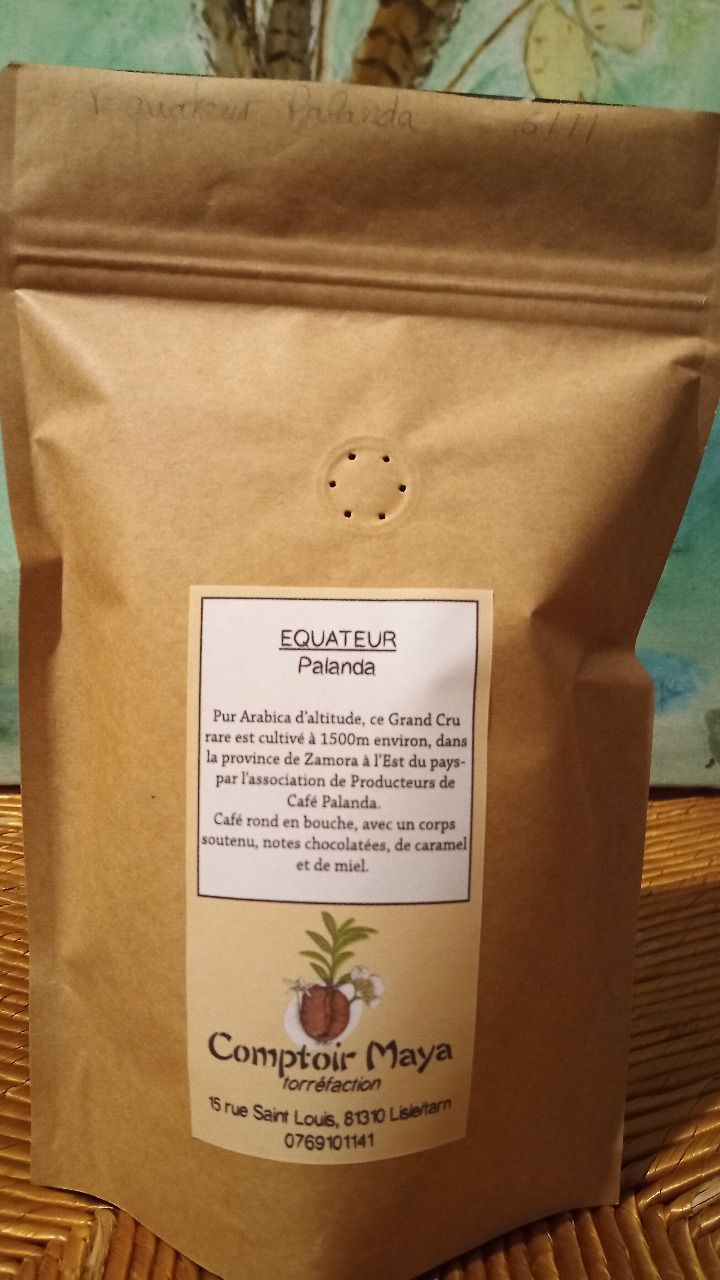 Equateur Palanda 5/11
EQUATEUR
Palanda
Pur Arabica d'altitude, ce Grand Cru
rare est cultivé à 1500m environ, dans
la province de Zamora à l'Est du pays-
par l'association de Producteurs de
Café Palanda.
Café rond en bouche, avec un corps
soutenu, notes chocolatées, de caramel
et de miel.
Comptoir Maya
torréfaction
15 rue Saint Louis, 81310 Lisle/tarn
0769101141